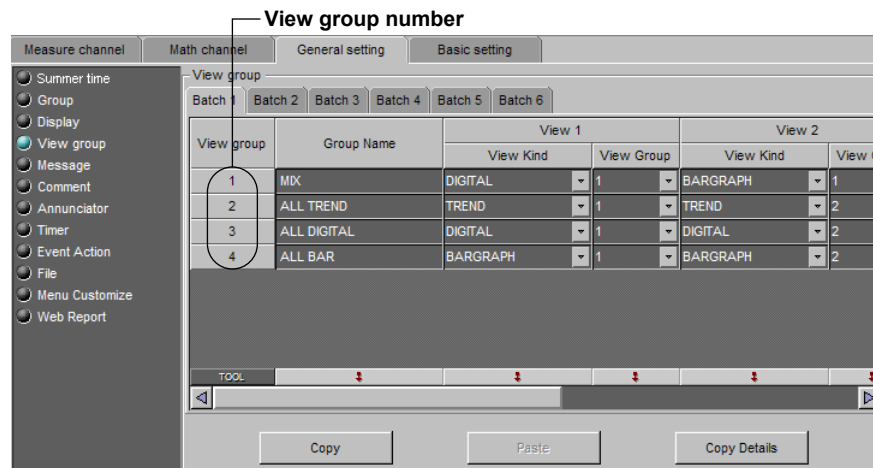 View group number
Measure channel Math channel General setting Basic setting
Summer time
Group
Display
View group
Message
Comment
Annunciator
Timer
Event Action
File
Menu Customize
Web Report
View group
Batch 1 Batch 2 Batch 3 Batch 4 Batch 5 Batch 6
View group Group Name View 1 View 2
View Kind View Group View Kind View
1 MIX DIGITAL 1 BARGRAPH 1
2 ALL TREND TREND 1 TREND 2
3 ALL DIGITAL DIGITAL 1 DIGITAL 2
4 ALL BAR BARGRAPH 1 BARGRAPH 2
TOOL
Copy Paste Copy Details